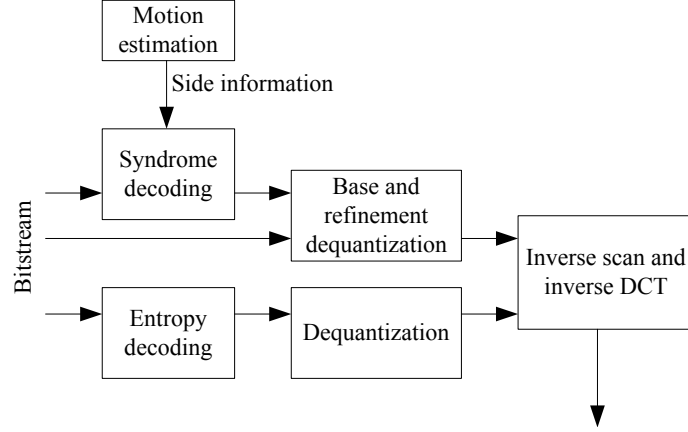 Motion
estimation
Side information
Syndrome
decoding
Base and
refinement
dequantization
Bitstream
Inverse scan and
inverse DCT
Entropy
decoding
Dequantization